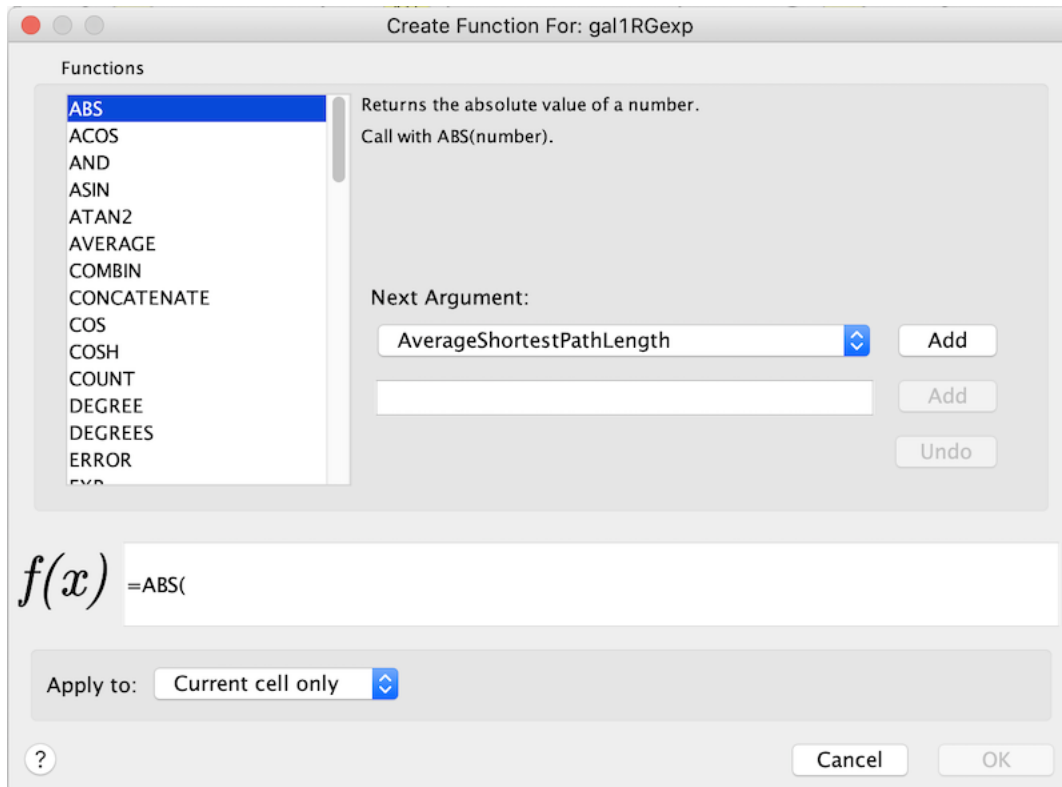 Create Function For: gal1RGexp
Functions
ABS
ACOS
AND
ASIN
ATAN2
AVERAGE
COMBIN
CONCATENATE
COS
COSH
COUNT
DEGREE
DEGREES
ERROR
Returns the absolute value of a number.
Call with ABS(number).
Next Argument:
AverageShortestPathLength
Add
Add
Undo
f(x) =ABS(
Apply to: Current cell only
?
Cancel
OK